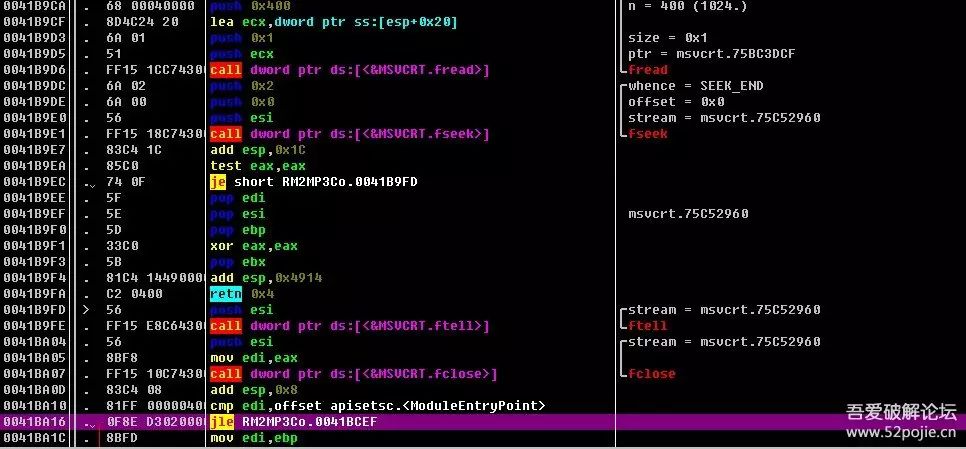 0041B9CA . 68 00040000 push 0x400 n = 400 (1024.)
0041B9CF . 8D4C24 20 lea ecx,dword ptr ss:[esp+0x20]
0041B9D3 . 6A 01 push 0x1 size = 0x1
0041B9D5 . 51 push ecx ptr = msvcrt.75BC3DCF
0041B9D6 . FF15 1CC74300 call dword ptr ds:[<&MSVCRT.fread>] fread
0041B9DC . 6A 02 push 0x2 whence = SEEK_END
0041B9DE . 6A 00 push 0x0 offset = 0x0
0041B9E0 . 56 push esi stream = msvcrt.75C52960
0041B9E1 . FF15 18C74300 call dword ptr ds:[<&MSVCRT.fseek>] fseek
0041B9E7 . 83C4 1C add esp,0x1C
0041B9EA . 85C0 test eax,eax
0041B9EC . 74 0F je short RM2MP3Co.0041B9FD
0041B9EE . 5F pop edi
0041B9EF . 5E pop esi msvcrt.75C52960
0041B9F0 . 5D pop ebp
0041B9F1 . 33C0 xor eax,eax
0041B9F3 . 5B pop ebx
0041B9F4 . 81C4 14490000 add esp,0x4914
0041B9FA . C2 0400 retn 0x4
0041B9FD > 56 push esi stream = msvcrt.75C52960
0041B9FE . FF15 E8C64300 call dword ptr ds:[<&MSVCRT.ftell>] ftell
0041BA04 . 56 push esi stream = msvcrt.75C52960
0041BA05 . 8BF8 mov edi,eax
0041BA07 . FF15 10C74300 call dword ptr ds:[<&MSVCRT.fclose>] fclose
0041BA0D . 83C4 08 add esp,0x8
0041BA10 . 81FF 00000400 cmp edi,offset apisetsc.<ModuleEntryPoint>
0041BA16 . 0F8E D3020000 jle RM2MP3Co.0041BCEF
0041BA1C . 8BFD mov edi,ebp
吾爱破解论坛
www.52pojie.cn